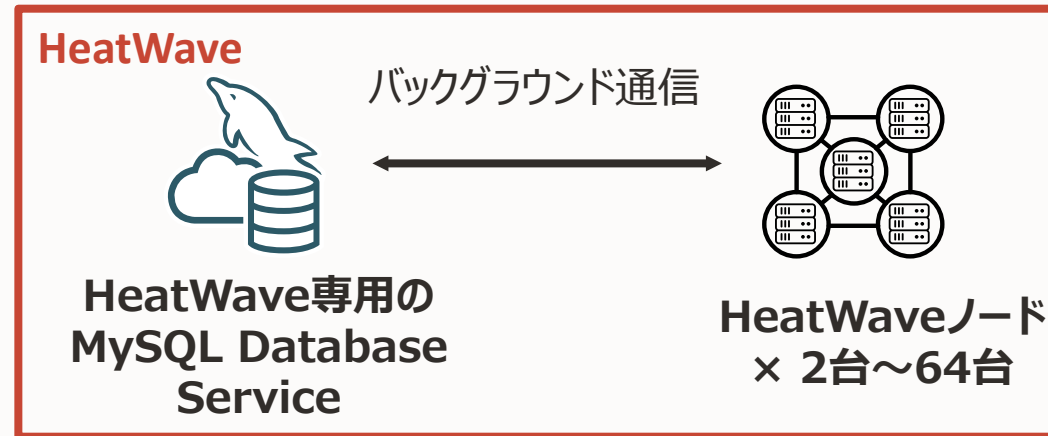 HeatWave
バックグラウンド通信
HeatWave専用の
MySQL Database
Service
HeatWaveノード
× 2台～64台